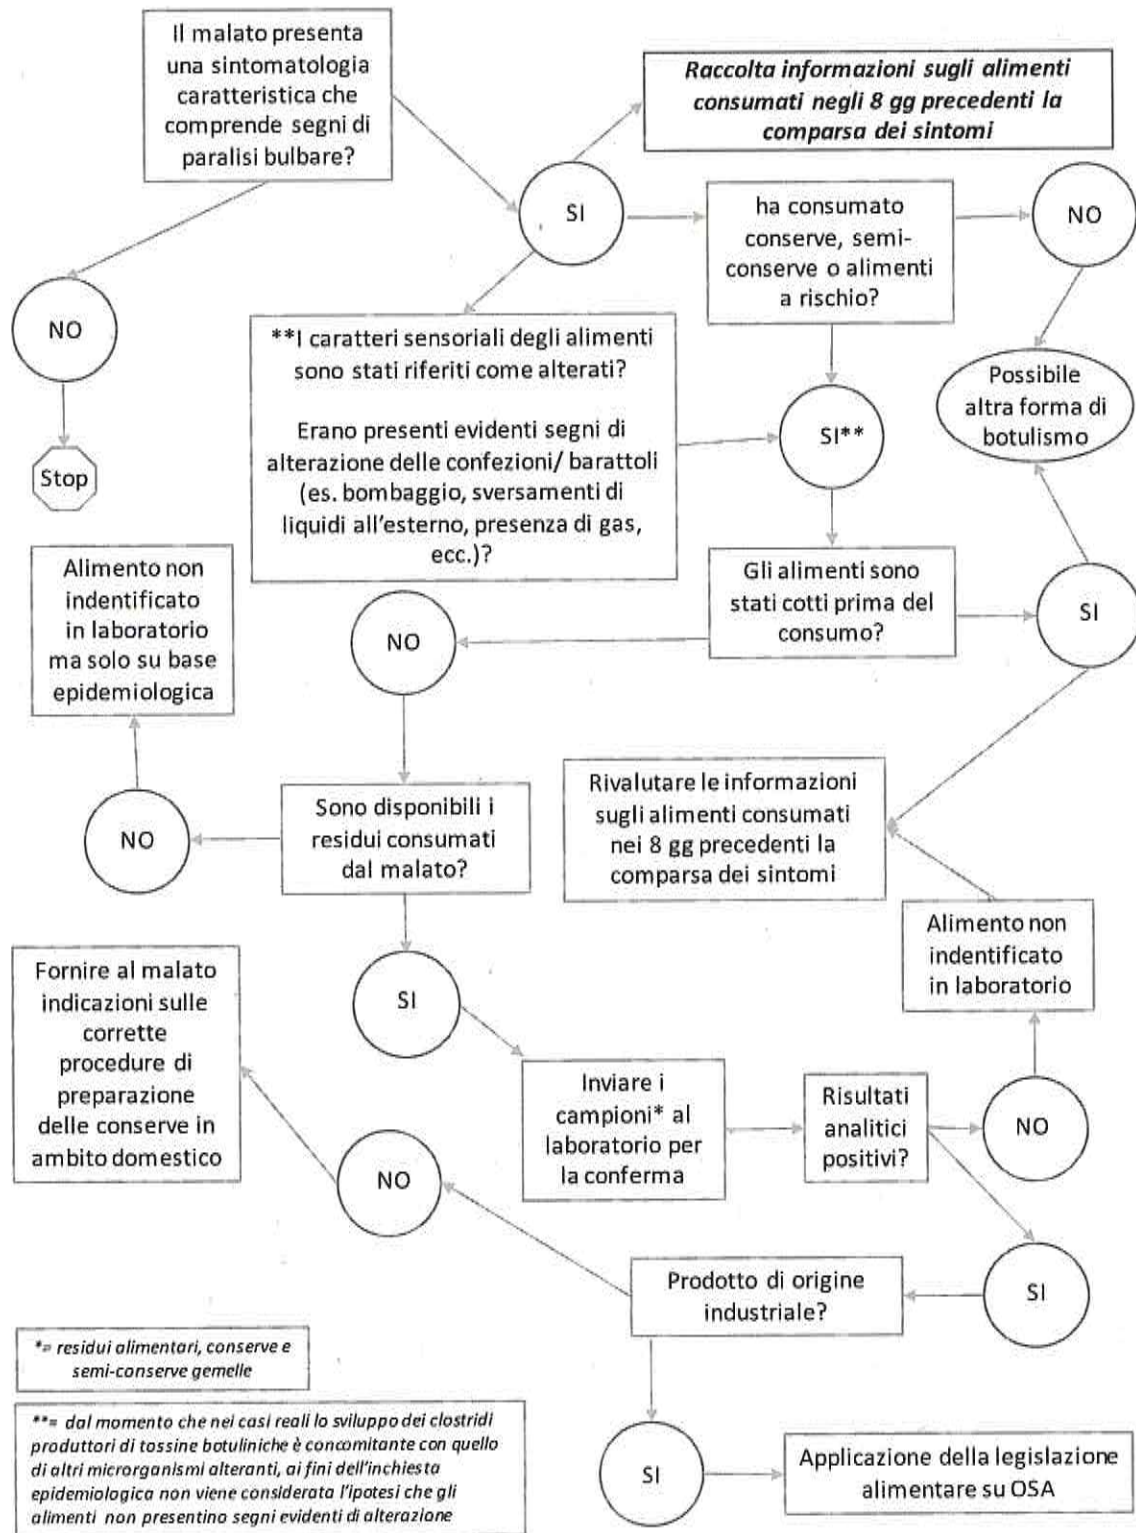 Il malato presenta
una sintomatologia
caratteristica che
comprende segni di
paralisi bulbare?
Raccolta informazioni sugli alimenti
consumati negli 8 gg precedenti la
comparsa dei sintomi
SI
ha consumato
conserve, semi-
conserve o alimenti
a rischio?
NO
NO
**I caratteri sensoriali degli alimenti
sono stati riferiti come alterati?
Erano presenti evidenti segni di
alterazione delle confezioni/ barattoli
(es. bombaggio, sversamenti di
liquidi all'esterno, presenza di gas,
ecc.)?
SI**
Possibile
altra forma di
botulismo
Stop
Alimento non
indentificato
in laboratorio
ma solo su base
epidemiologica
NO
Gli alimenti sono
stati cotti prima del
consumo?
SI
NO
Sono disponibili i
residui consumati
dal malato?
Rivalutare le informazioni
sugli alimenti consumati
nei 8 gg precedenti la
comparsa dei sintomi
Alimento non
indentificato
in laboratorio
Fornire al malato
indicazioni sulle
corrette
procedure di
preparazione
delle conserve in
ambito domestico
SI
Inviare i
campioni* al
laboratorio per
la conferma
Risultati
analitici
positivi?
NO
NO
Prodotto di origine
industriale?
SI
*= residui alimentari, conserve e
semi-conserve gemelle
**= dal momento che nei casi reali lo sviluppo dei clostridi
produttori di tossine botuliniche è concomitante con quello
di altri microrganismi alteranti, ai fini dell'inchiesta
epidemiologica non viene considerata l'ipotesi che gli
alimenti non presentino segni evidenti di alterazione
SI
Applicazione della legislazione
alimentare su OSA